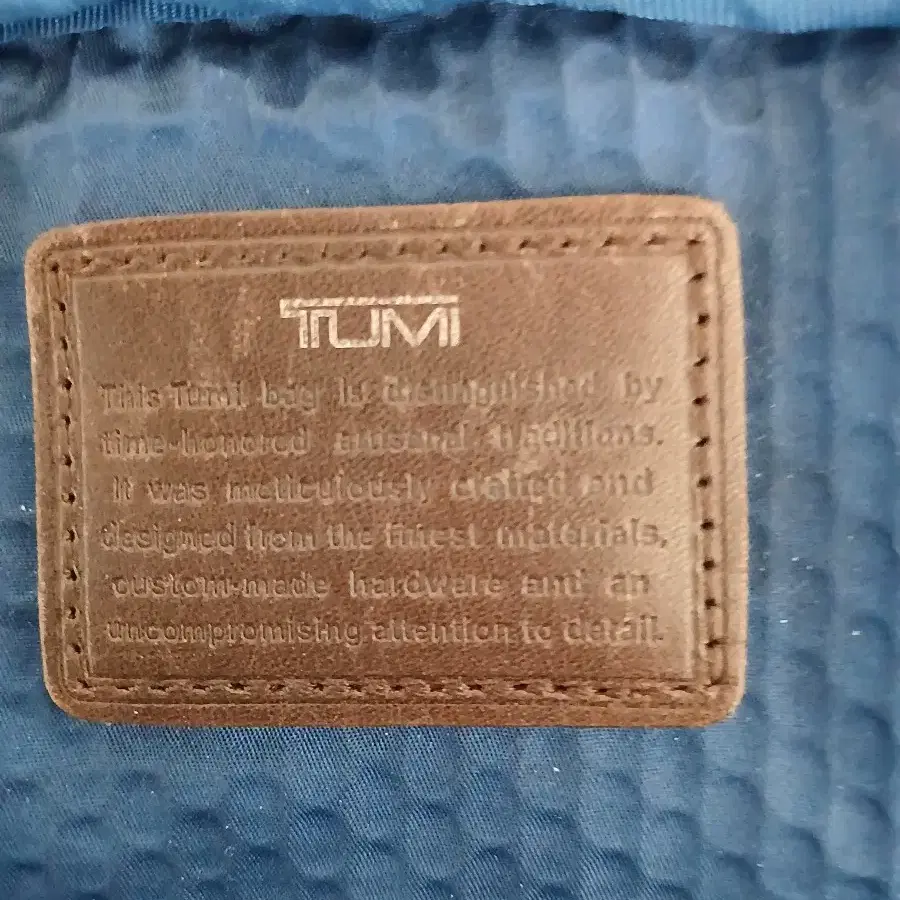 TUMI
This Tumi bag is distinguished by
time-honored artisanal traditions.
It was meticulously crafted and
designed from the finest materials,
custom-made hardware and an
uncompromising attention to detail.